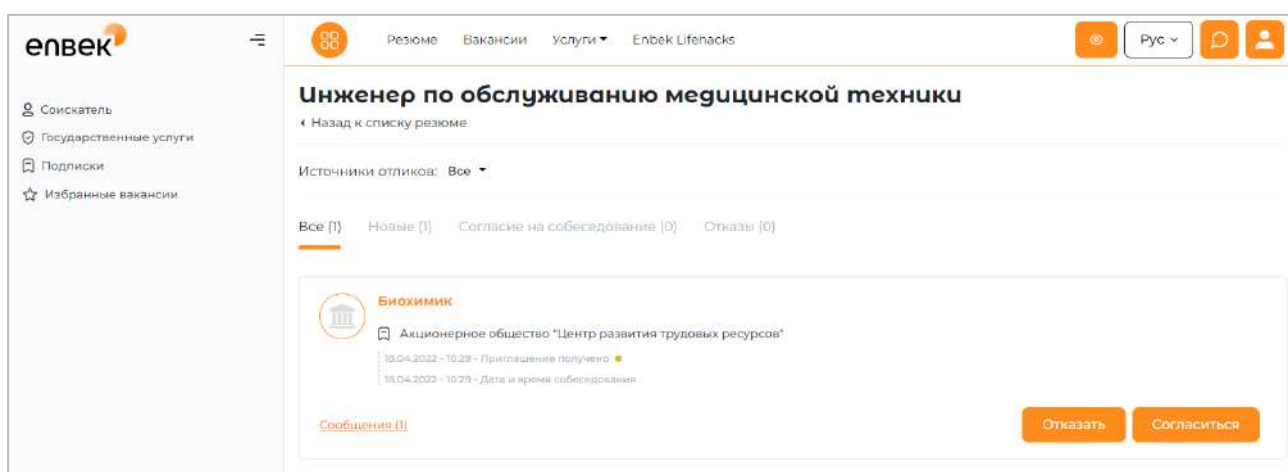 enbek
Резюме Вакансии Услуги Enbek Lifehacks
Рус
Соискатель
Государственные услуги
Подписки
Избранные вакансии
Инженер по обслуживанию медицинской техники
Назад к списку резюме
Источники отликов: Все
Все (1) Новые (1) Согласие на собеседование (0) Отказы (0)
Биохимик
Акционерное общество "Центр развития трудовых ресурсов"
18.04.2022 - 10:29 - Приглашение получено
18.04.2022 - 10:29 - Дата и время собеседования
Сообщения (1)
Отказать Согласиться